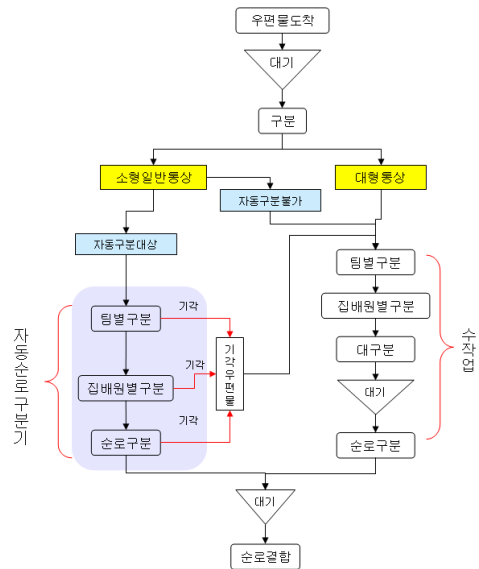 우편물도착
대기
구분
소형일반통상
대형통상
자동구분불가
자동구분대상
팀별구분
집배원별구분
대구분
대기
순로구분
수작업
자동순로구분기
팀별구분
기각
집배원별구분
기각
순로구분
기각
기각우편물
대기
순로결합